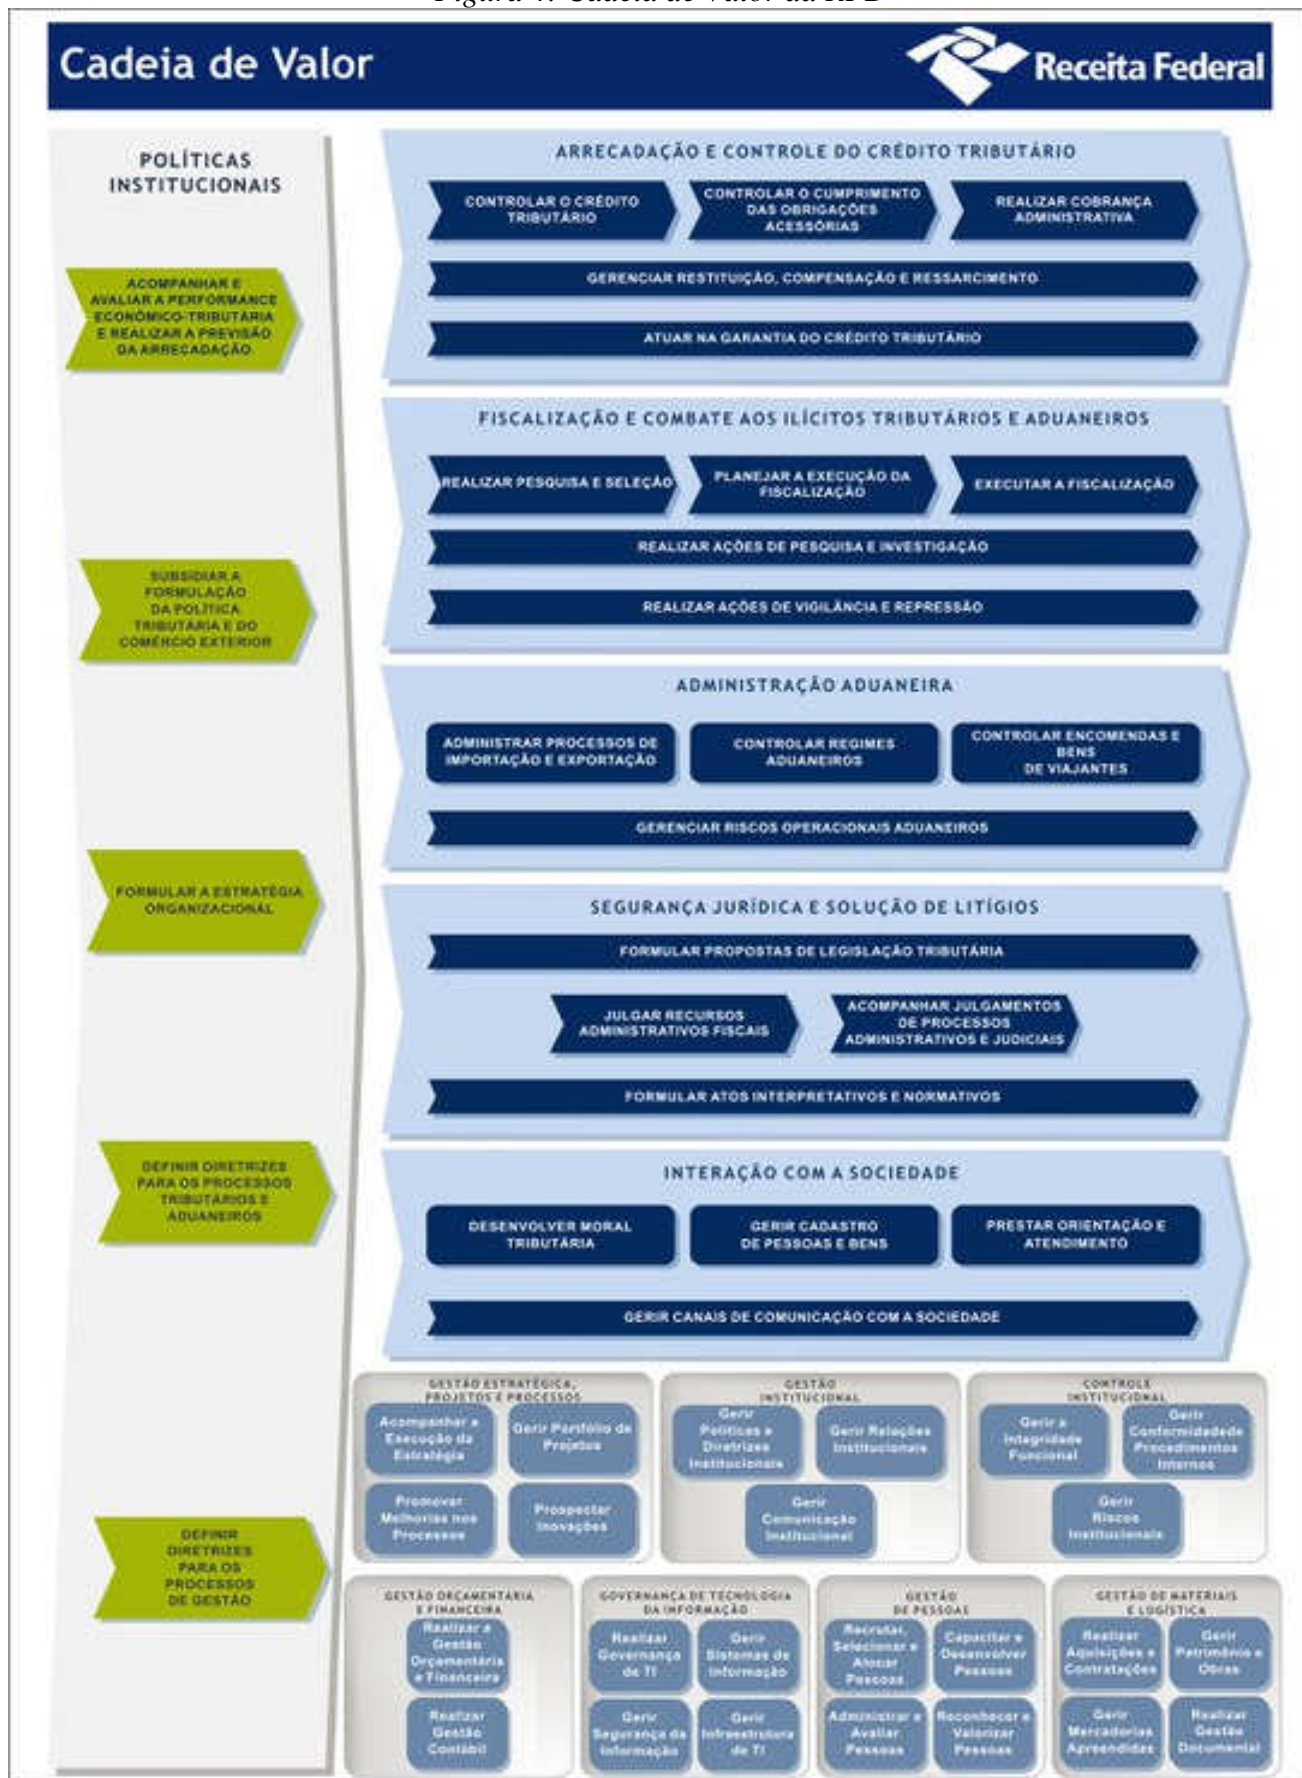 Figura 4: Cadeia de Valor da RFB
Cadeia de Valor
Receita Federal
POLÍTICAS
INSTITUCIONAIS
ACOMPANHAR E
AVALIAR A PERFORMANCE
ECONÔMICO-TRIBUTÁRIA
E REALIZAR A PREVISÃO
DA ARRECADAÇÃO
SUBSIDIAR A
FORMULAÇÃO
DA POLÍTICA
TRIBUTÁRIA E DO
COMÉRCIO EXTERIOR
FORMULAR A ESTRATÉGIA
ORGANIZACIONAL
DEFINIR DIRETRIZES
PARA OS PROCESSOS
TRIBUTÁRIOS E
ADUANEIROS
DEFINIR
DIRETRIZES
PARA OS
PROCESSOS
DE GESTÃO
ARRECADAÇÃO E CONTROLE DO CRÉDITO TRIBUTÁRIO
CONTROLAR O CRÉDITO
TRIBUTÁRIO
CONTROLAR O CUMPRIMENTO
DAS OBRIGAÇÕES
ACESSÓRIAS
REALIZAR COBRANÇA
ADMINISTRATIVA
GERENCIAR RESTITUIÇÃO, COMPENSAÇÃO E RESSARCIMENTO
ATUAR NA GARANTIA DO CRÉDITO TRIBUTÁRIO
FISCALIZAÇÃO E COMBATE AOS ILÍCITOS TRIBUTÁRIOS E ADUANEIROS
REALIZAR PESQUISA E SELEÇÃO
PLANEJAR A EXECUÇÃO DA
FISCALIZAÇÃO
EXECUTAR A FISCALIZAÇÃO
REALIZAR AÇÕES DE PESQUISA E INVESTIGAÇÃO
REALIZAR AÇÕES DE VIGILÂNCIA E REPRESSÃO
ADMINISTRAÇÃO ADUANEIRA
ADMINISTRAR PROCESSOS DE
IMPORTAÇÃO E EXPORTAÇÃO
CONTROLAR REGIMES
ADUANEIROS
CONTROLAR ENCOMENDAS E
BENS
DE VIAJANTES
GERENCIAR RISCOS OPERACIONAIS ADUANEIROS
SEGURANÇA JURÍDICA E SOLUÇÃO DE LITÍGIOS
FORMULAR PROPOSTAS DE LEGISLAÇÃO TRIBUTÁRIA
JULGAR RECURSOS
ADMINISTRATIVOS FISCAIS
ACOMPANHAR JULGAMENTOS
DE PROCESSOS
ADMINISTRATIVOS E JUDICIAIS
FORMULAR ATOS INTERPRETATIVOS E NORMATIVOS
INTERAÇÃO COM A SOCIEDADE
DESENVOLVER MORAL
TRIBUTÁRIA
GERIR CADASTRO
DE PESSOAS E BENS
PRESTAR ORIENTAÇÃO E
ATENDIMENTO
GERIR CANAIS DE COMUNICAÇÃO COM A SOCIEDADE
GESTÃO ESTRATÉGICA,
PROJETOS E PROCESSOS
Acompanhar a
Execução da
Estratégia
Gerir Portfólio de
Projetos
Promover
Melhorias nos
Processos
Prospectar
Inovações
GESTÃO
INSTITUCIONAL
Gerir
Políticas e
Diretrizes
Institucionais
Gerir Relações
Institucionais
Gerir
Comunicação
Institucional
CONTROLE
INSTITUCIONAL
Gerir a
Integridade
Funcional
Gerir
Conformidadede
Procedimentos
Internos
Gerir
Riscos
Institucionais
GESTÃO ORÇAMENTÁRIA
E FINANCEIRA
Realizar a
Gestão
Orçamentária
e Financeira
Realizar
Gestão
Contábil
GOVERNANÇA DE TECNOLOGIA
DA INFORMAÇÃO
Realizar
Governança
de TI
Gerir
Sistemas de
Informação
Gerir
Segurança da
Informação
Gerir
Infraestrutura
de TI
GESTÃO
DE PESSOAS
Recrutar,
Selecionar e
Alocar
Pessoas
Capacitar e
Desenvolver
Pessoas
Administrar e
Avaliar
Pessoas
Reconhecer e
Valorizar
Pessoas
GESTÃO DE MATERIAIS
E LOGÍSTICA
Realizar
Aquisições e
Contratações
Gerir
Patrimônio e
Obras
Gerir
Mercadorias
Apreendidas
Realizar
Gestão
Documental